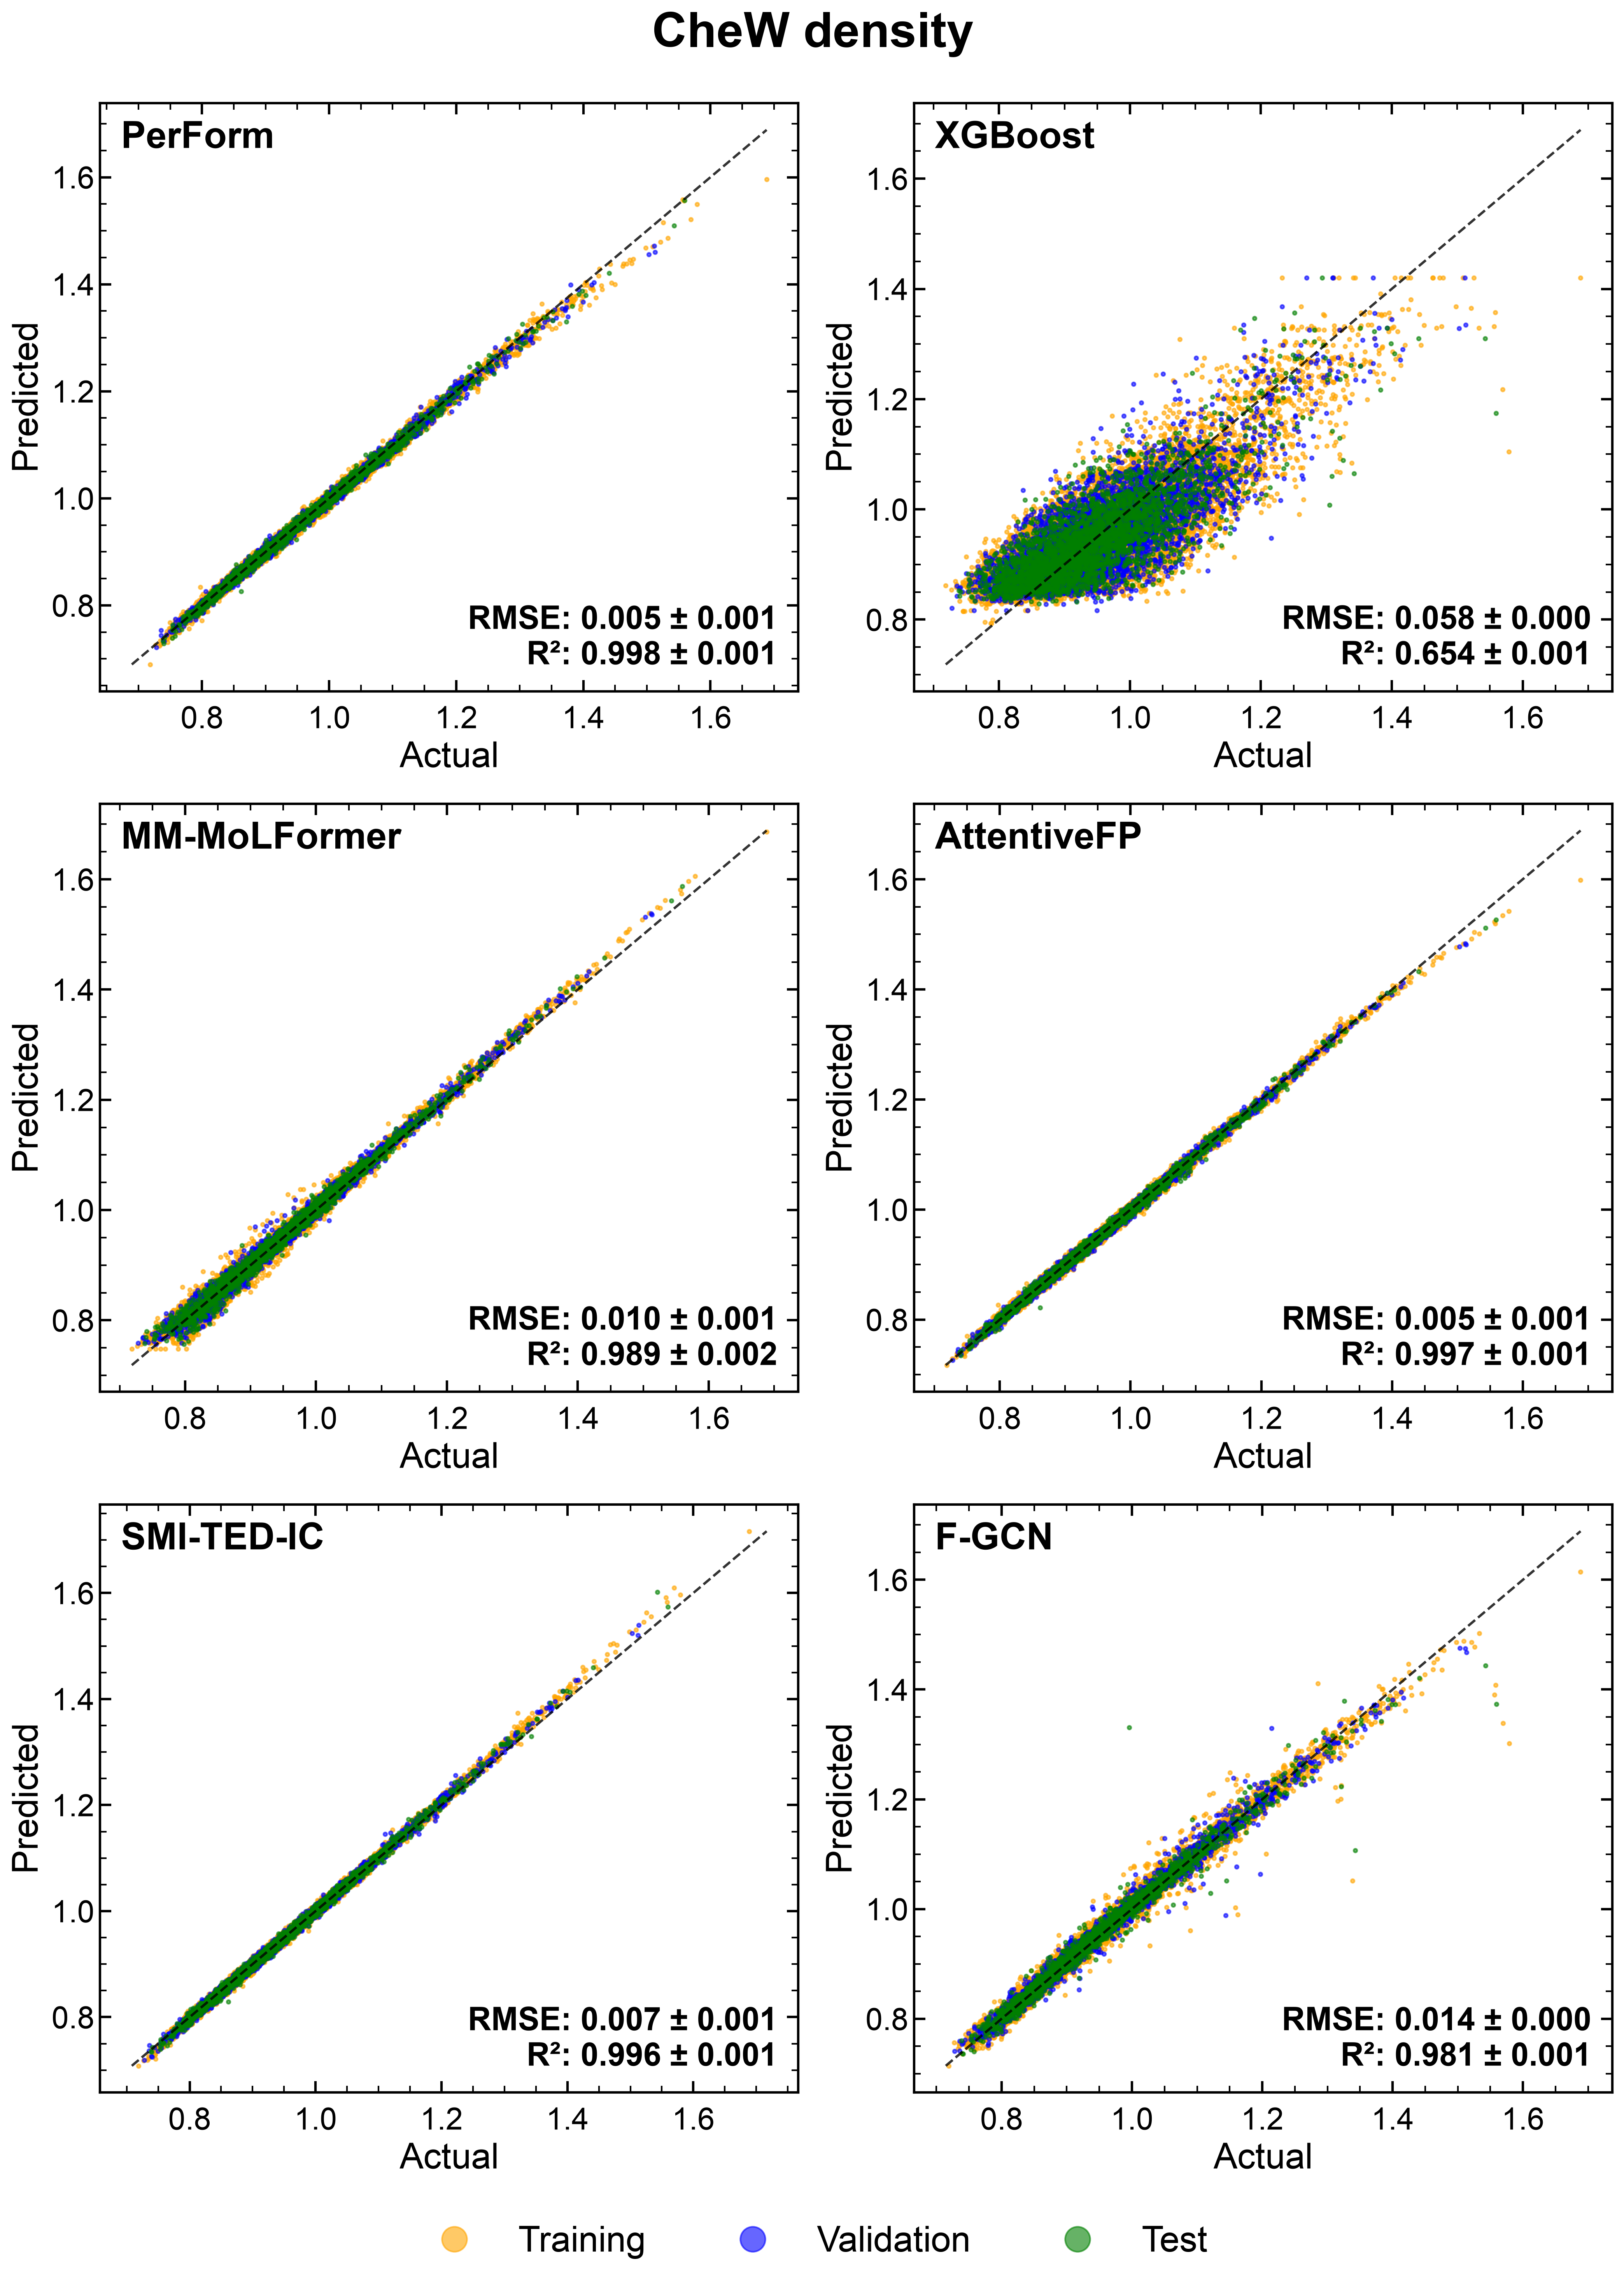 CheW density
PerForm
1.6
1.4
1.2
1.0
0.8
Predicted
RMSE: 0.005 ± 0.001
R²: 0.998 ± 0.001
0.8 1.0 1.2 1.4 1.6
Actual
XGBoost
1.6
1.4
1.2
1.0
0.8
Predicted
RMSE: 0.058 ± 0.000
R²: 0.654 ± 0.001
0.8 1.0 1.2 1.4 1.6
Actual
MM-MoLFormer
1.6
1.4
1.2
1.0
0.8
Predicted
RMSE: 0.010 ± 0.001
R²: 0.989 ± 0.002
0.8 1.0 1.2 1.4 1.6
Actual
AttentiveFP
1.6
1.4
1.2
1.0
0.8
Predicted
RMSE: 0.005 ± 0.001
R²: 0.997 ± 0.001
0.8 1.0 1.2 1.4 1.6
Actual
SMI-TED-IC
1.6
1.4
1.2
1.0
0.8
Predicted
RMSE: 0.007 ± 0.001
R²: 0.996 ± 0.001
0.8 1.0 1.2 1.4 1.6
Actual
F-GCN
1.6
1.4
1.2
1.0
0.8
Predicted
RMSE: 0.014 ± 0.000
R²: 0.981 ± 0.001
0.8 1.0 1.2 1.4 1.6
Actual
Training Validation Test